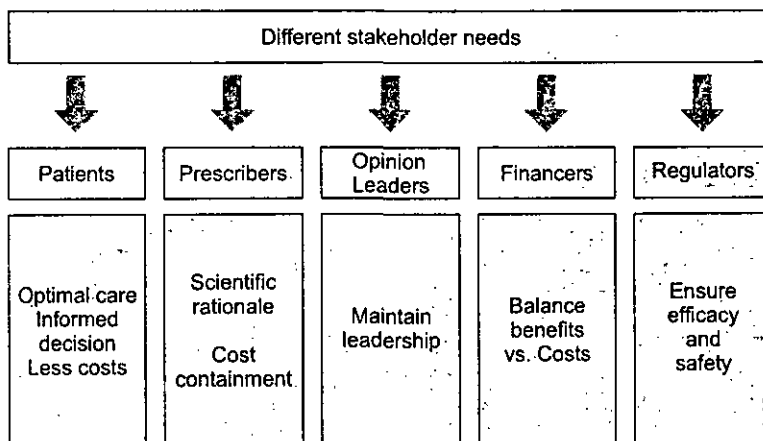 Different stakeholder needs
Patients
Prescribers
Opinion
Leaders
Financers
Regulators
Optimal care
Informed
decision
Less costs
Scientific
rationale
Cost
containment
Maintain
leadership
Balance
benefits
vs. Costs
Ensure
efficacy
and
safety